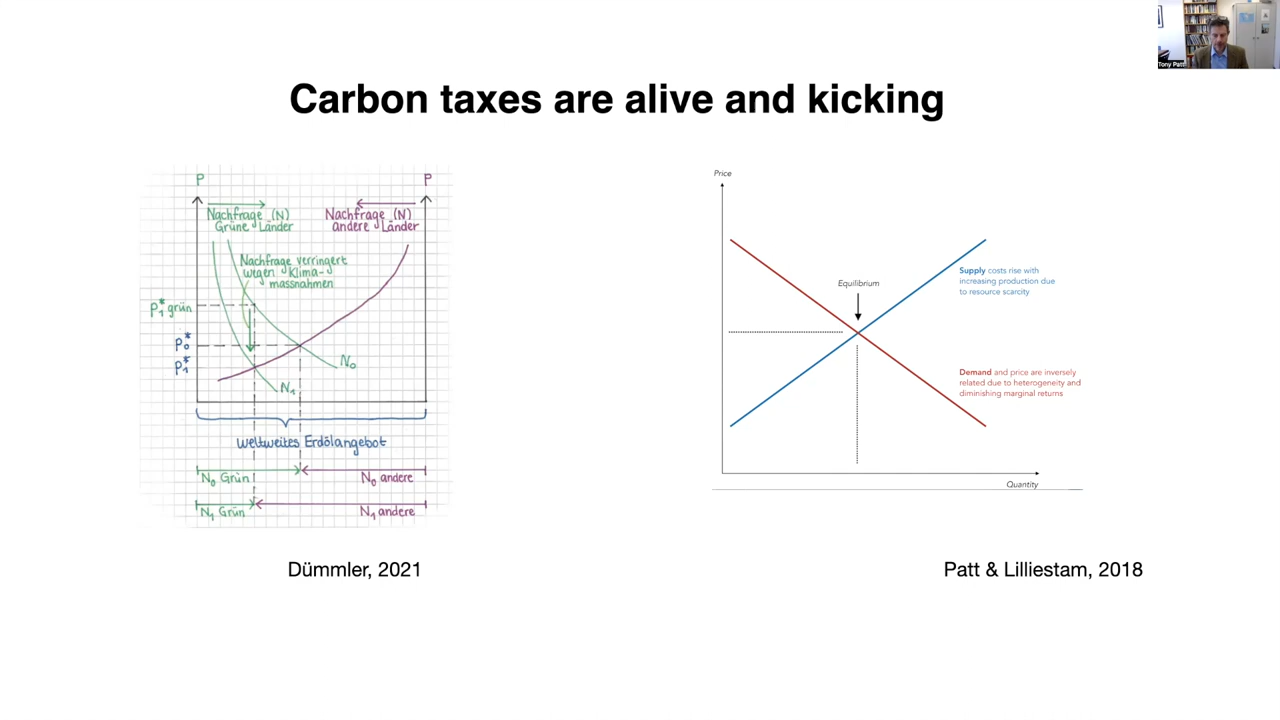 Tony Patt
Carbon taxes are alive and kicking
P
P
Nachfrage (N)
Grüne Länder
Nachfrage (N)
andere Länder
Nachfrage verringert
wegen Klima-
massnahmen
P₁* grün
P₀*
P₁*
N₀
N₁
weltweites Erdölangebot
N₀ Grün
N₀ andere
N₁ Grün
N₁ andere
Dümmler, 2021
Price
Equilibrium
Supply costs rise with
increasing production due
to resource scarcity
Demand and price are inversely
related due to heterogeneity and
diminishing marginal returns
Quantity
Patt & Lilliestam, 2018